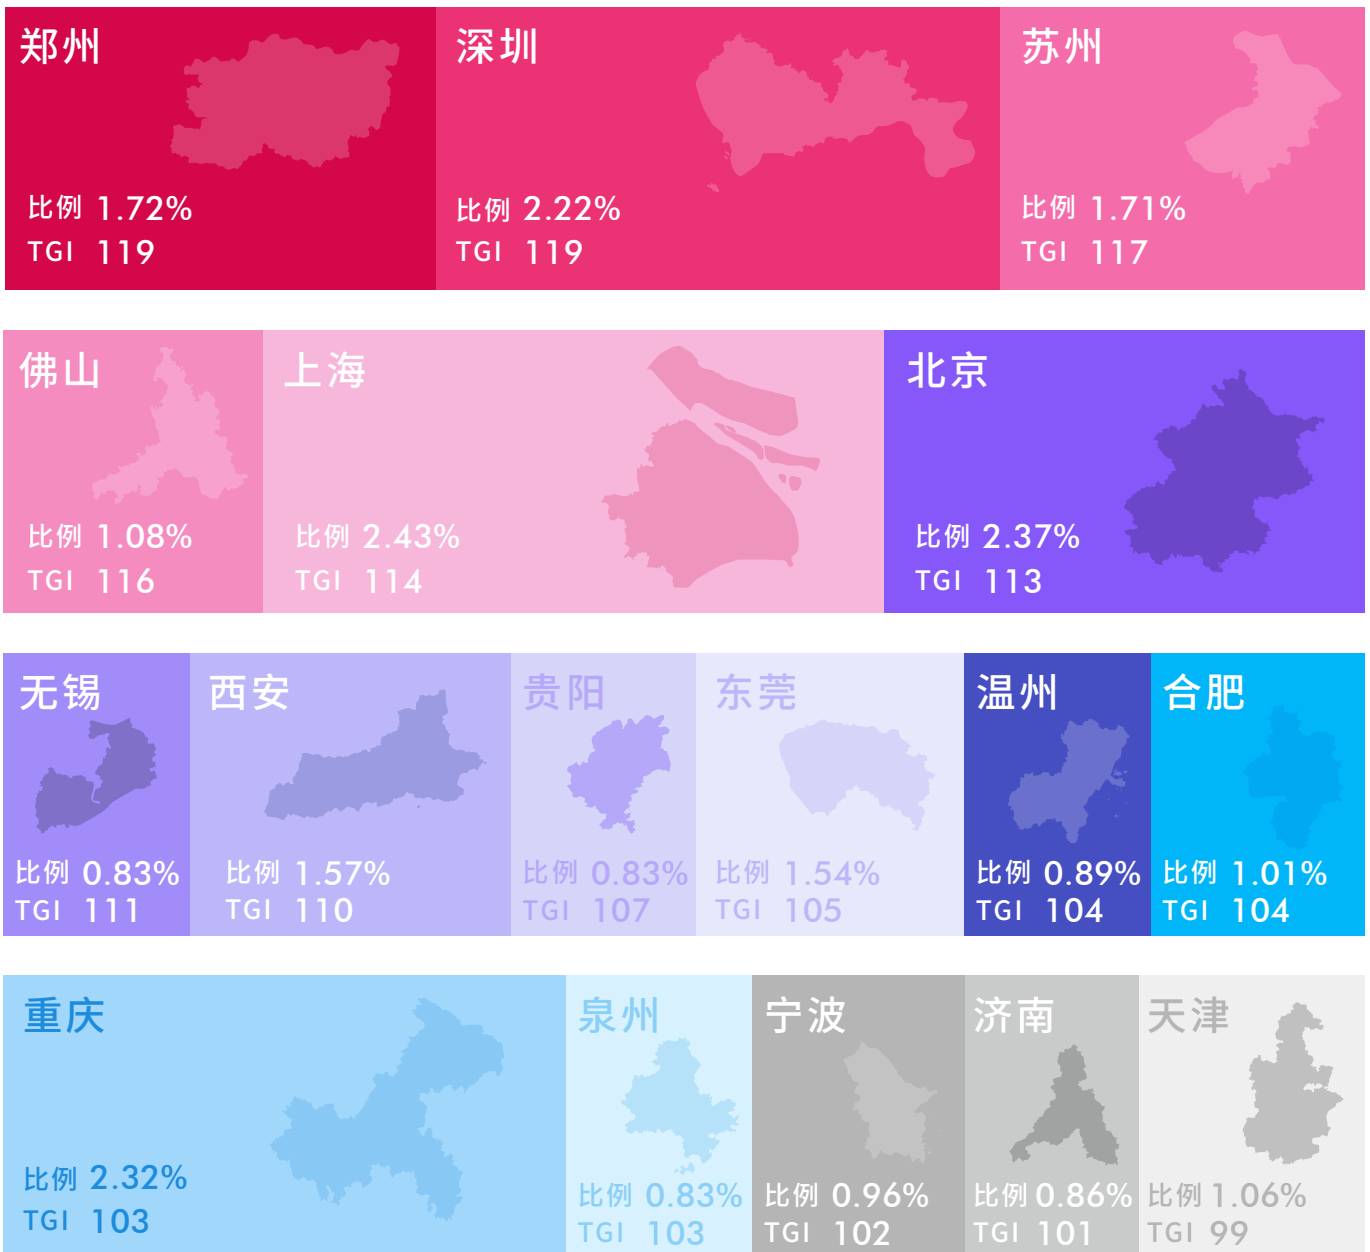 郑州
比例 1.72%
TGI 119
深圳
比例 2.22%
TGI 119
苏州
比例 1.71%
TGI 117
佛山
比例 1.08%
TGI 116
上海
比例 2.43%
TGI 114
北京
比例 2.37%
TGI 113
无锡
比例 0.83%
TGI 111
西安
比例 1.57%
TGI 110
贵阳
比例 0.83%
TGI 107
东莞
比例 1.54%
TGI 105
温州
比例 0.89%
TGI 104
合肥
比例 1.01%
TGI 104
重庆
比例 2.32%
TGI 103
泉州
比例 0.83%
TGI 103
宁波
比例 0.96%
TGI 102
济南
比例 0.86%
TGI 101
天津
比例 1.06%
TGI 99